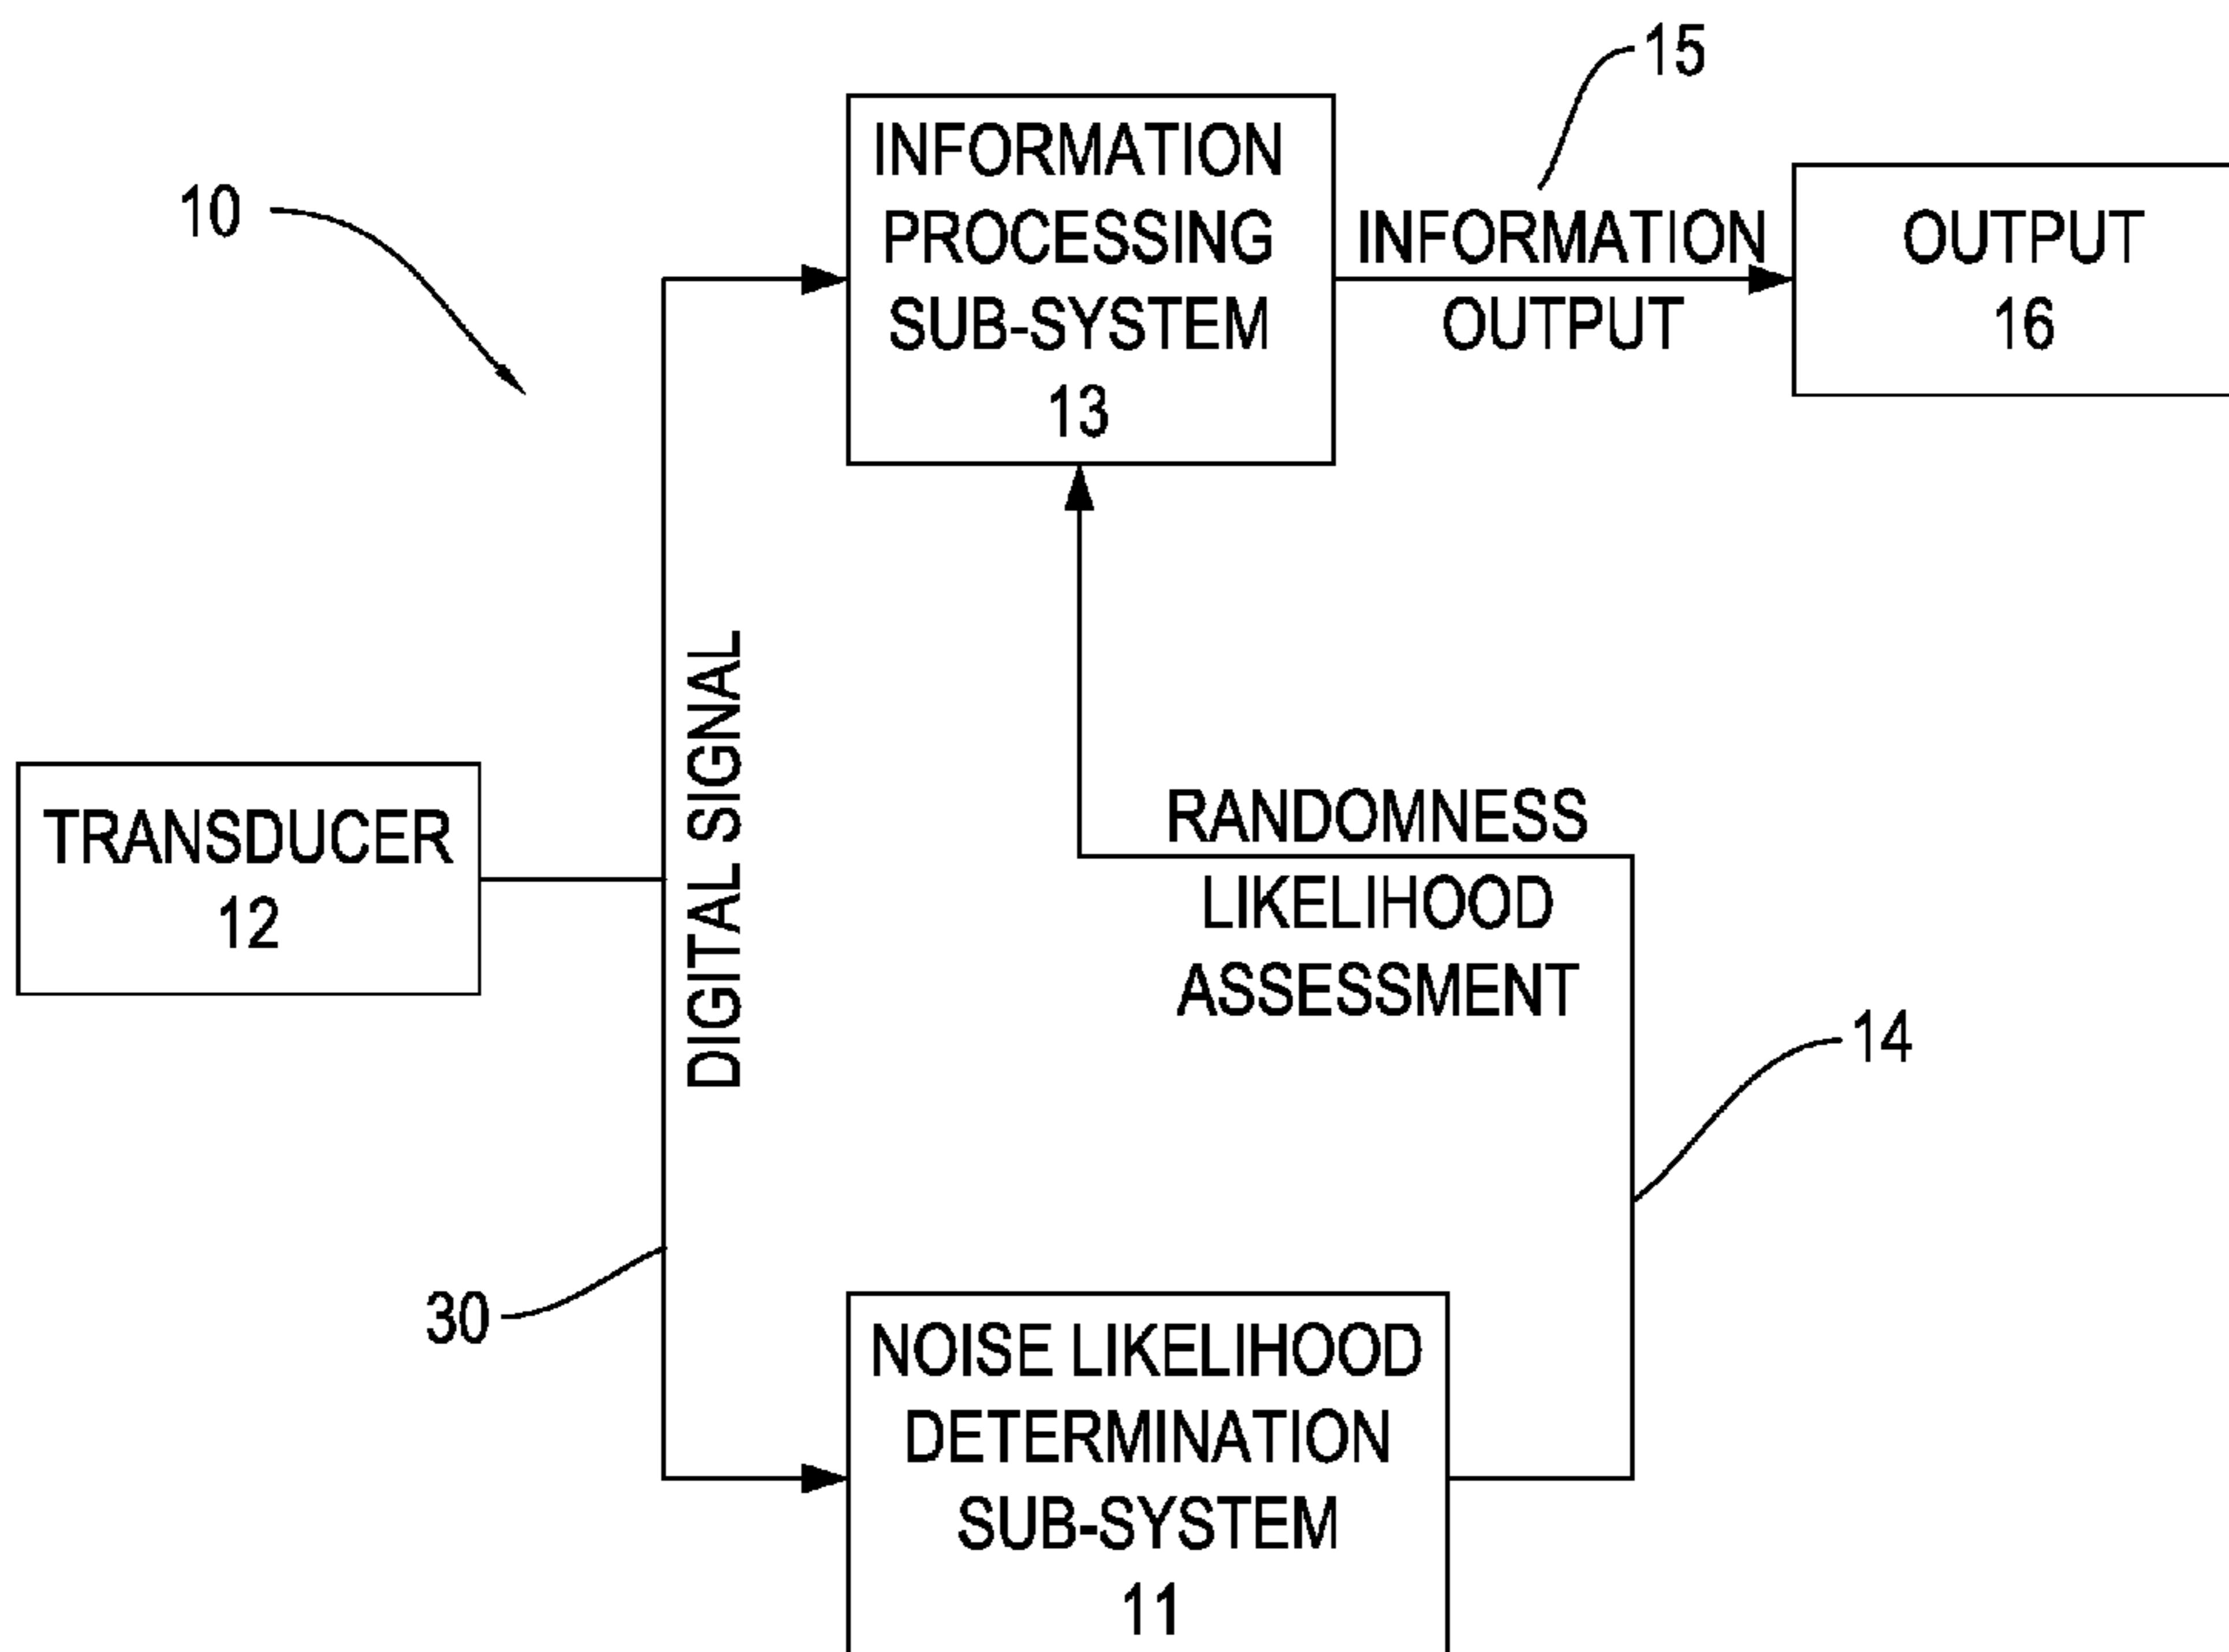 15
INFORMATION
PROCESSING
SUB-SYSTEM
13
10
INFORMATION
OUTPUT
OUTPUT
16
DIGITAL SIGNAL
TRANSDUCER
12
RANDOMNESS
LIKELIHOOD
ASSESSMENT
14
30
NOISE LIKELIHOOD
DETERMINATION
SUB-SYSTEM
11